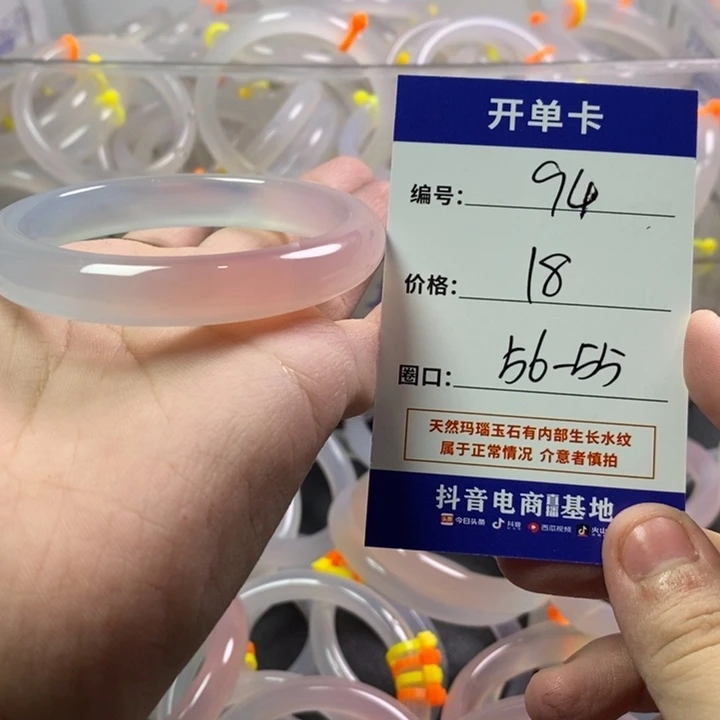 开单卡
编号: 94
价格: 18
圈口: 56-55
天然玛瑙玉石有内部生长水纹
属于正常情况 介意者慎拍
抖音电商直播基地
头条 今日头条 抖音 西瓜视频 火山